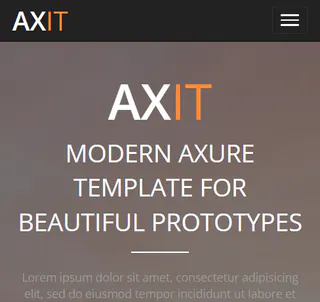 AXIT
AXIT
MODERN AXURE
TEMPLATE FOR
BEAUTIFUL PROTOTYPES
Lorem ipsum dolor sit amet, consectetur adipisicing
elit, sed do eiusmod tempor incididunt ut labore et